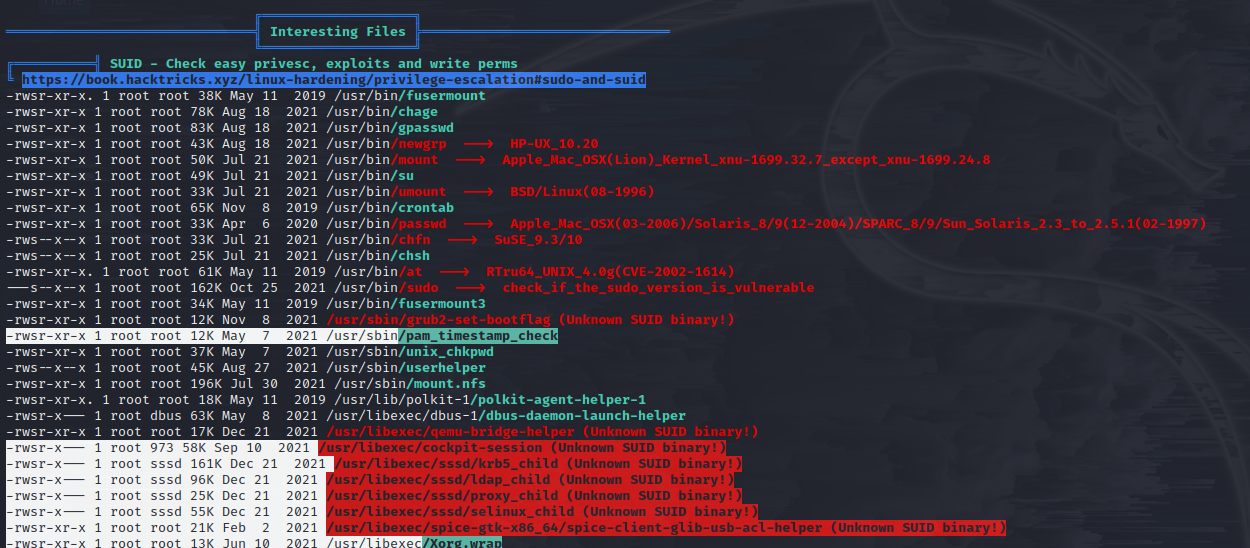 Home
Interesting Files
SUID - Check easy privesc, exploits and write perms
https://book.hacktricks.xyz/linux-hardening/privilege-escalation#sudo-and-suid
-rwsr-xr-x. 1 root root 38K May 11  2019 /usr/bin/fusermount
-rwsr-xr-x 1 root root 78K Aug 18  2021 /usr/bin/chage
-rwsr-xr-x 1 root root 83K Aug 18  2021 /usr/bin/gpasswd
-rwsr-xr-x 1 root root 43K Aug 18  2021 /usr/bin/newgrp  --->  HP-UX_10.20
-rwsr-xr-x 1 root root 50K Jul 21  2021 /usr/bin/mount  --->  Apple_Mac_OSX(Lion)_Kernel_xnu-1699.32.7_except_xnu-1699.24.8
-rwsr-xr-x 1 root root 49K Jul 21  2021 /usr/bin/su
-rwsr-xr-x 1 root root 33K Jul 21  2021 /usr/bin/umount  --->  BSD/Linux(08-1996)
-rwsr-xr-x 1 root root 65K Nov  8  2019 /usr/bin/crontab
-rwsr-xr-x 1 root root 33K Apr  6  2020 /usr/bin/passwd  --->  Apple_Mac_OSX(03-2006)/Solaris_8/9(12-2004)/SPARC_8/9/Sun_Solaris_2.3_to_2.5.1(02-1997)
-rws--x--x 1 root root 33K Jul 21  2021 /usr/bin/chfn  --->  SuSE_9.3/10
-rws--x--x 1 root root 25K Jul 21  2021 /usr/bin/chsh
-rwsr-xr-x. 1 root root 61K May 11  2019 /usr/bin/at  --->  RTru64_UNIX_4.0g(CVE-2002-1614)
---s--x--x 1 root root 162K Oct 25  2021 /usr/bin/sudo  --->  check_if_the_sudo_version_is_vulnerable
-rwsr-xr-x. 1 root root 34K May 11  2019 /usr/bin/fusermount3
-rwsr-xr-x 1 root root 12K Nov  8  2021 /usr/sbin/grub2-set-bootflag (Unknown SUID binary!)
-rwsr-xr-x 1 root root 12K May  7  2021 /usr/sbin/pam_timestamp_check
-rwsr-xr-x 1 root root 37K May  7  2021 /usr/sbin/unix_chkpwd
-rws--x--x 1 root root 45K Aug 27  2021 /usr/sbin/userhelper
-rwsr-xr-x 1 root root 196K Jul 30  2021 /usr/sbin/mount.nfs
-rwsr-xr-x. 1 root root 18K May 11  2019 /usr/lib/polkit-1/polkit-agent-helper-1
-rwsr-x--- 1 root dbus 63K May  8  2021 /usr/libexec/dbus-1/dbus-daemon-launch-helper
-rwsr-xr-x 1 root root 17K Dec 21  2021 /usr/libexec/qemu-bridge-helper (Unknown SUID binary!)
-rwsr-x--- 1 root 973 58K Sep 10  2021 /usr/libexec/cockpit-session (Unknown SUID binary!)
-rwsr-x--- 1 root sssd 161K Dec 21  2021 /usr/libexec/sssd/krb5_child (Unknown SUID binary!)
-rwsr-x--- 1 root sssd 96K Dec 21  2021 /usr/libexec/sssd/ldap_child (Unknown SUID binary!)
-rwsr-x--- 1 root sssd 25K Dec 21  2021 /usr/libexec/sssd/proxy_child (Unknown SUID binary!)
-rwsr-x--- 1 root sssd 55K Dec 21  2021 /usr/libexec/sssd/selinux_child (Unknown SUID binary!)
-rwsr-xr-x 1 root root 21K Feb  2  2021 /usr/libexec/spice-gtk-x86_64/spice-client-glib-usb-acl-helper (Unknown SUID binary!)
-rwsr-xr-x 1 root root 13K Jun 10  2021 /usr/libexec/Xorg.wrap